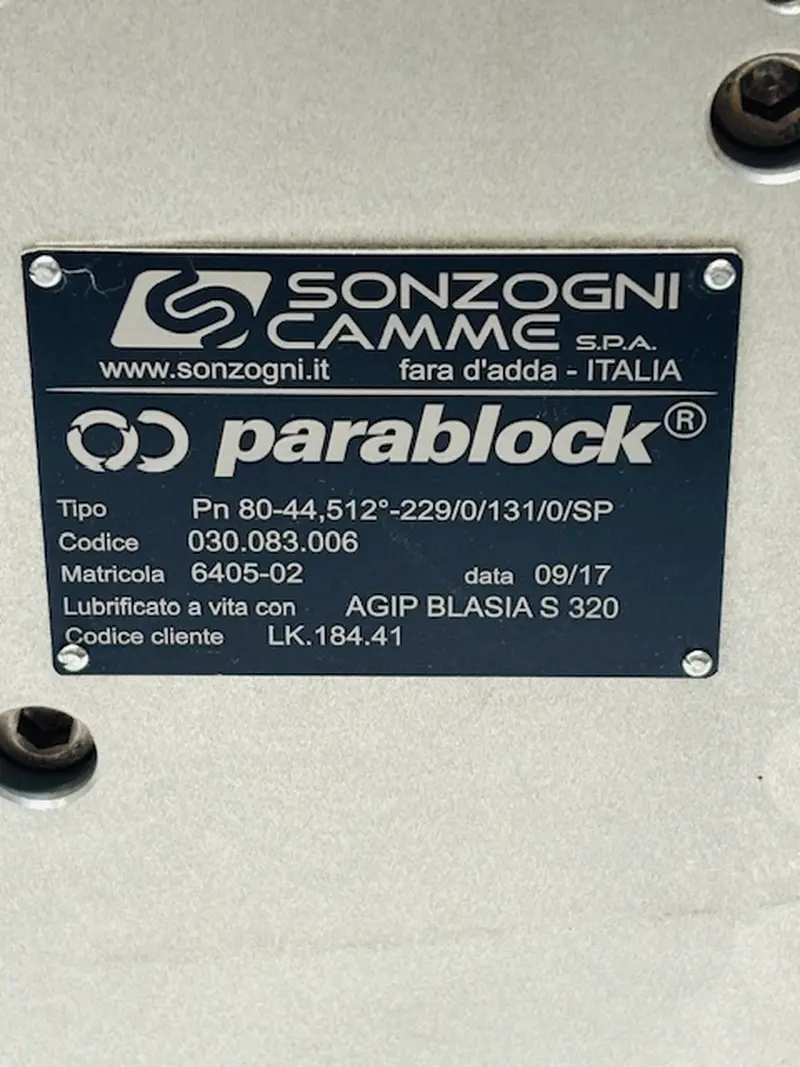 SONZOGNI
CAMME S.P.A.
www.sonzogni.it fara d'adda - ITALIA
parablock®
Tipo Pn 80-44,512°-229/0/131/0/SP
Codice 030.083.006
Matricola 6405-02 data 09/17
Lubrificato a vita con AGIP BLASIA S 320
Codice cliente LK.184.41